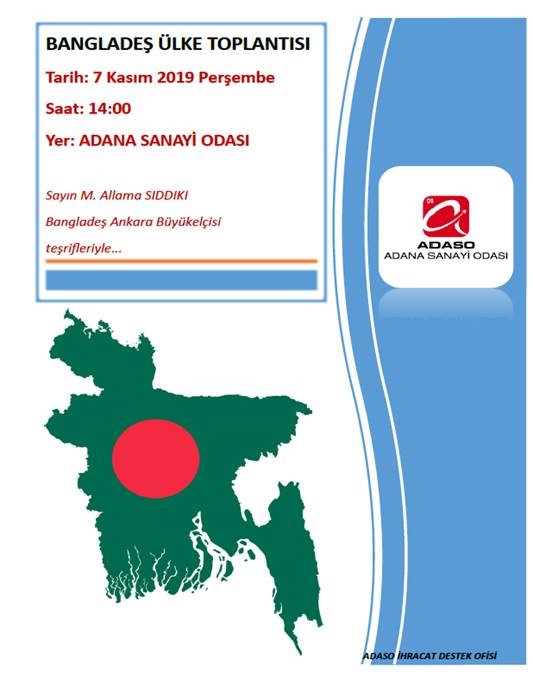 BANGLADEŞ ÜLKE TOPLANTISI
Tarih: 7 Kasım 2019 Perşembe
Saat: 14:00
Yer: ADANA SANAYİ ODASI
Sayın M. Allama SIDDIKI
Bangladeş Ankara Büyükelçisi
teşrifleriyle...
ADASO
ADANA SANAYİ ODASI
ADASO İHRACAT DESTEK OFİSİ